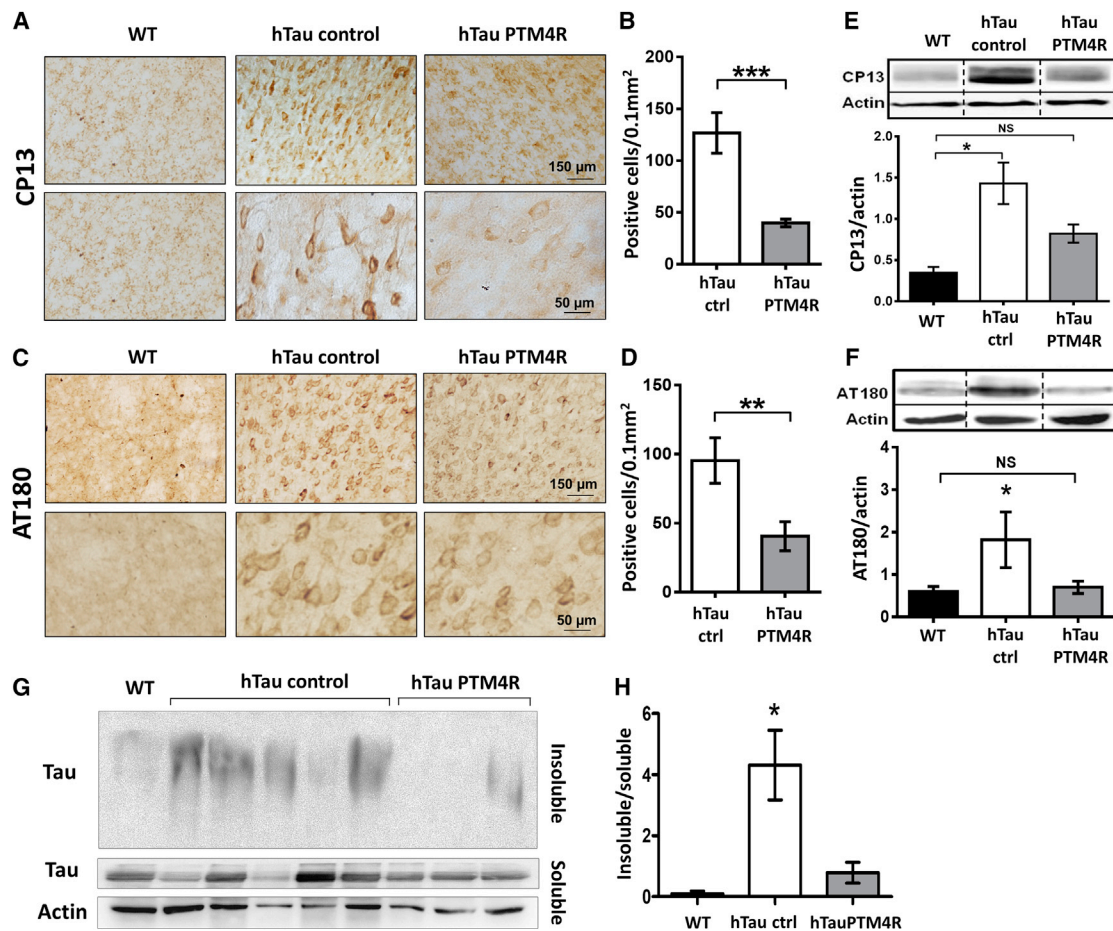 A
WT
hTau control
hTau PTM4R
CP13
150 µm
50 µm
B
Positive cells/0.1mm²
200
150
100
50
0
***
hTau
ctrl
hTau
PTM4R
C
WT
hTau control
hTau PTM4R
AT180
150 µm
50 µm
D
Positive cells/0.1mm²
150
100
50
0
**
hTau
ctrl
hTau
PTM4R
E
WT
hTau
control
hTau
PTM4R
CP13
Actin
CP13/actin
2.0
1.5
1.0
0.5
0.0
NS
*
WT
hTau
ctrl
hTau
PTM4R
F
AT180
Actin
AT180/actin
4
3
2
1
0
NS
*
WT
hTau
ctrl
hTau
PTM4R
G
WT
hTau control
hTau PTM4R
Tau
Insoluble
Tau
Actin
Soluble
H
Insoluble/soluble
6
4
2
0
*
WT
hTau ctrl
hTauPTM4R